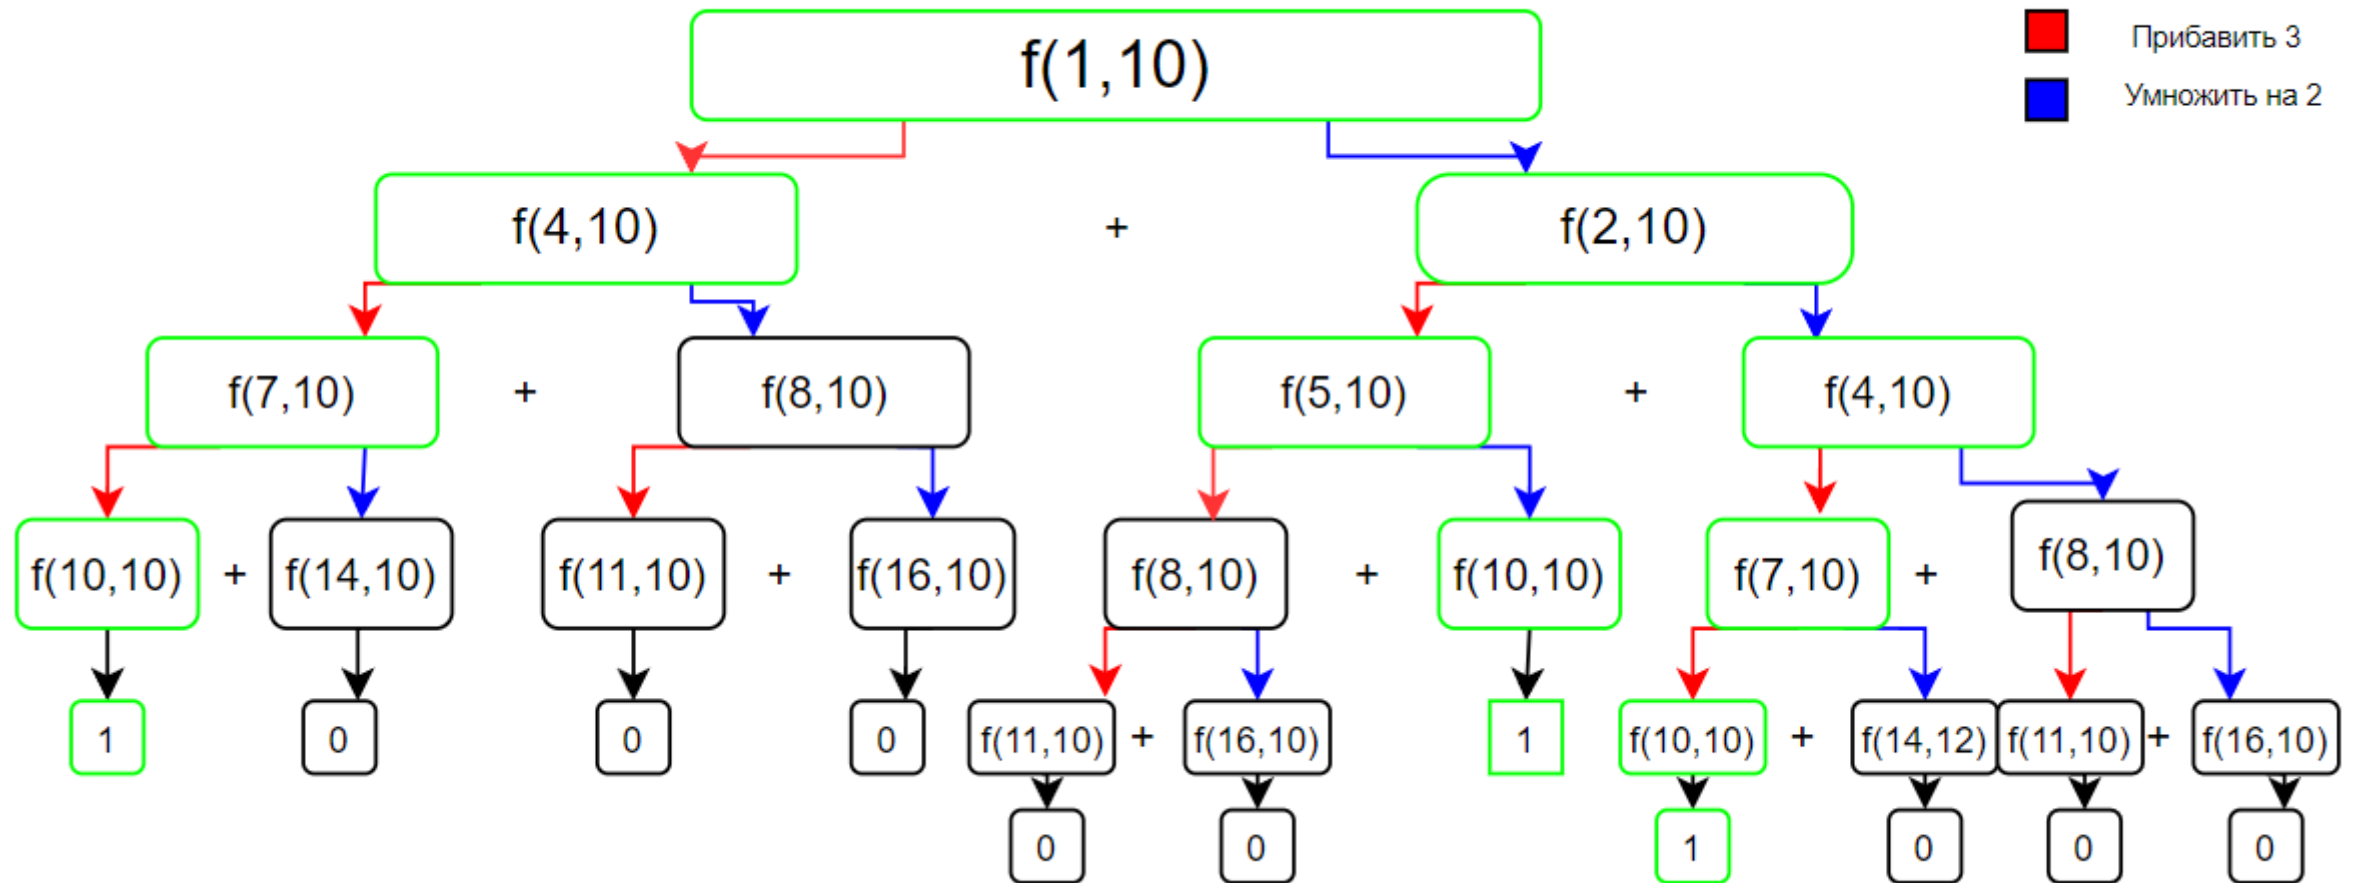 f(1,10)
Прибавить 3
Умножить на 2
f(4,10) + f(2,10)
f(7,10) + f(8,10) f(5,10) + f(4,10)
f(10,10) + f(14,10) f(11,10) + f(16,10) f(8,10) + f(10,10) f(7,10) + f(8,10)
1 0 0 0 f(11,10) + f(16,10) 1 f(10,10) + f(14,12) f(11,10) + f(16,10)
0 0 1 0 0 0